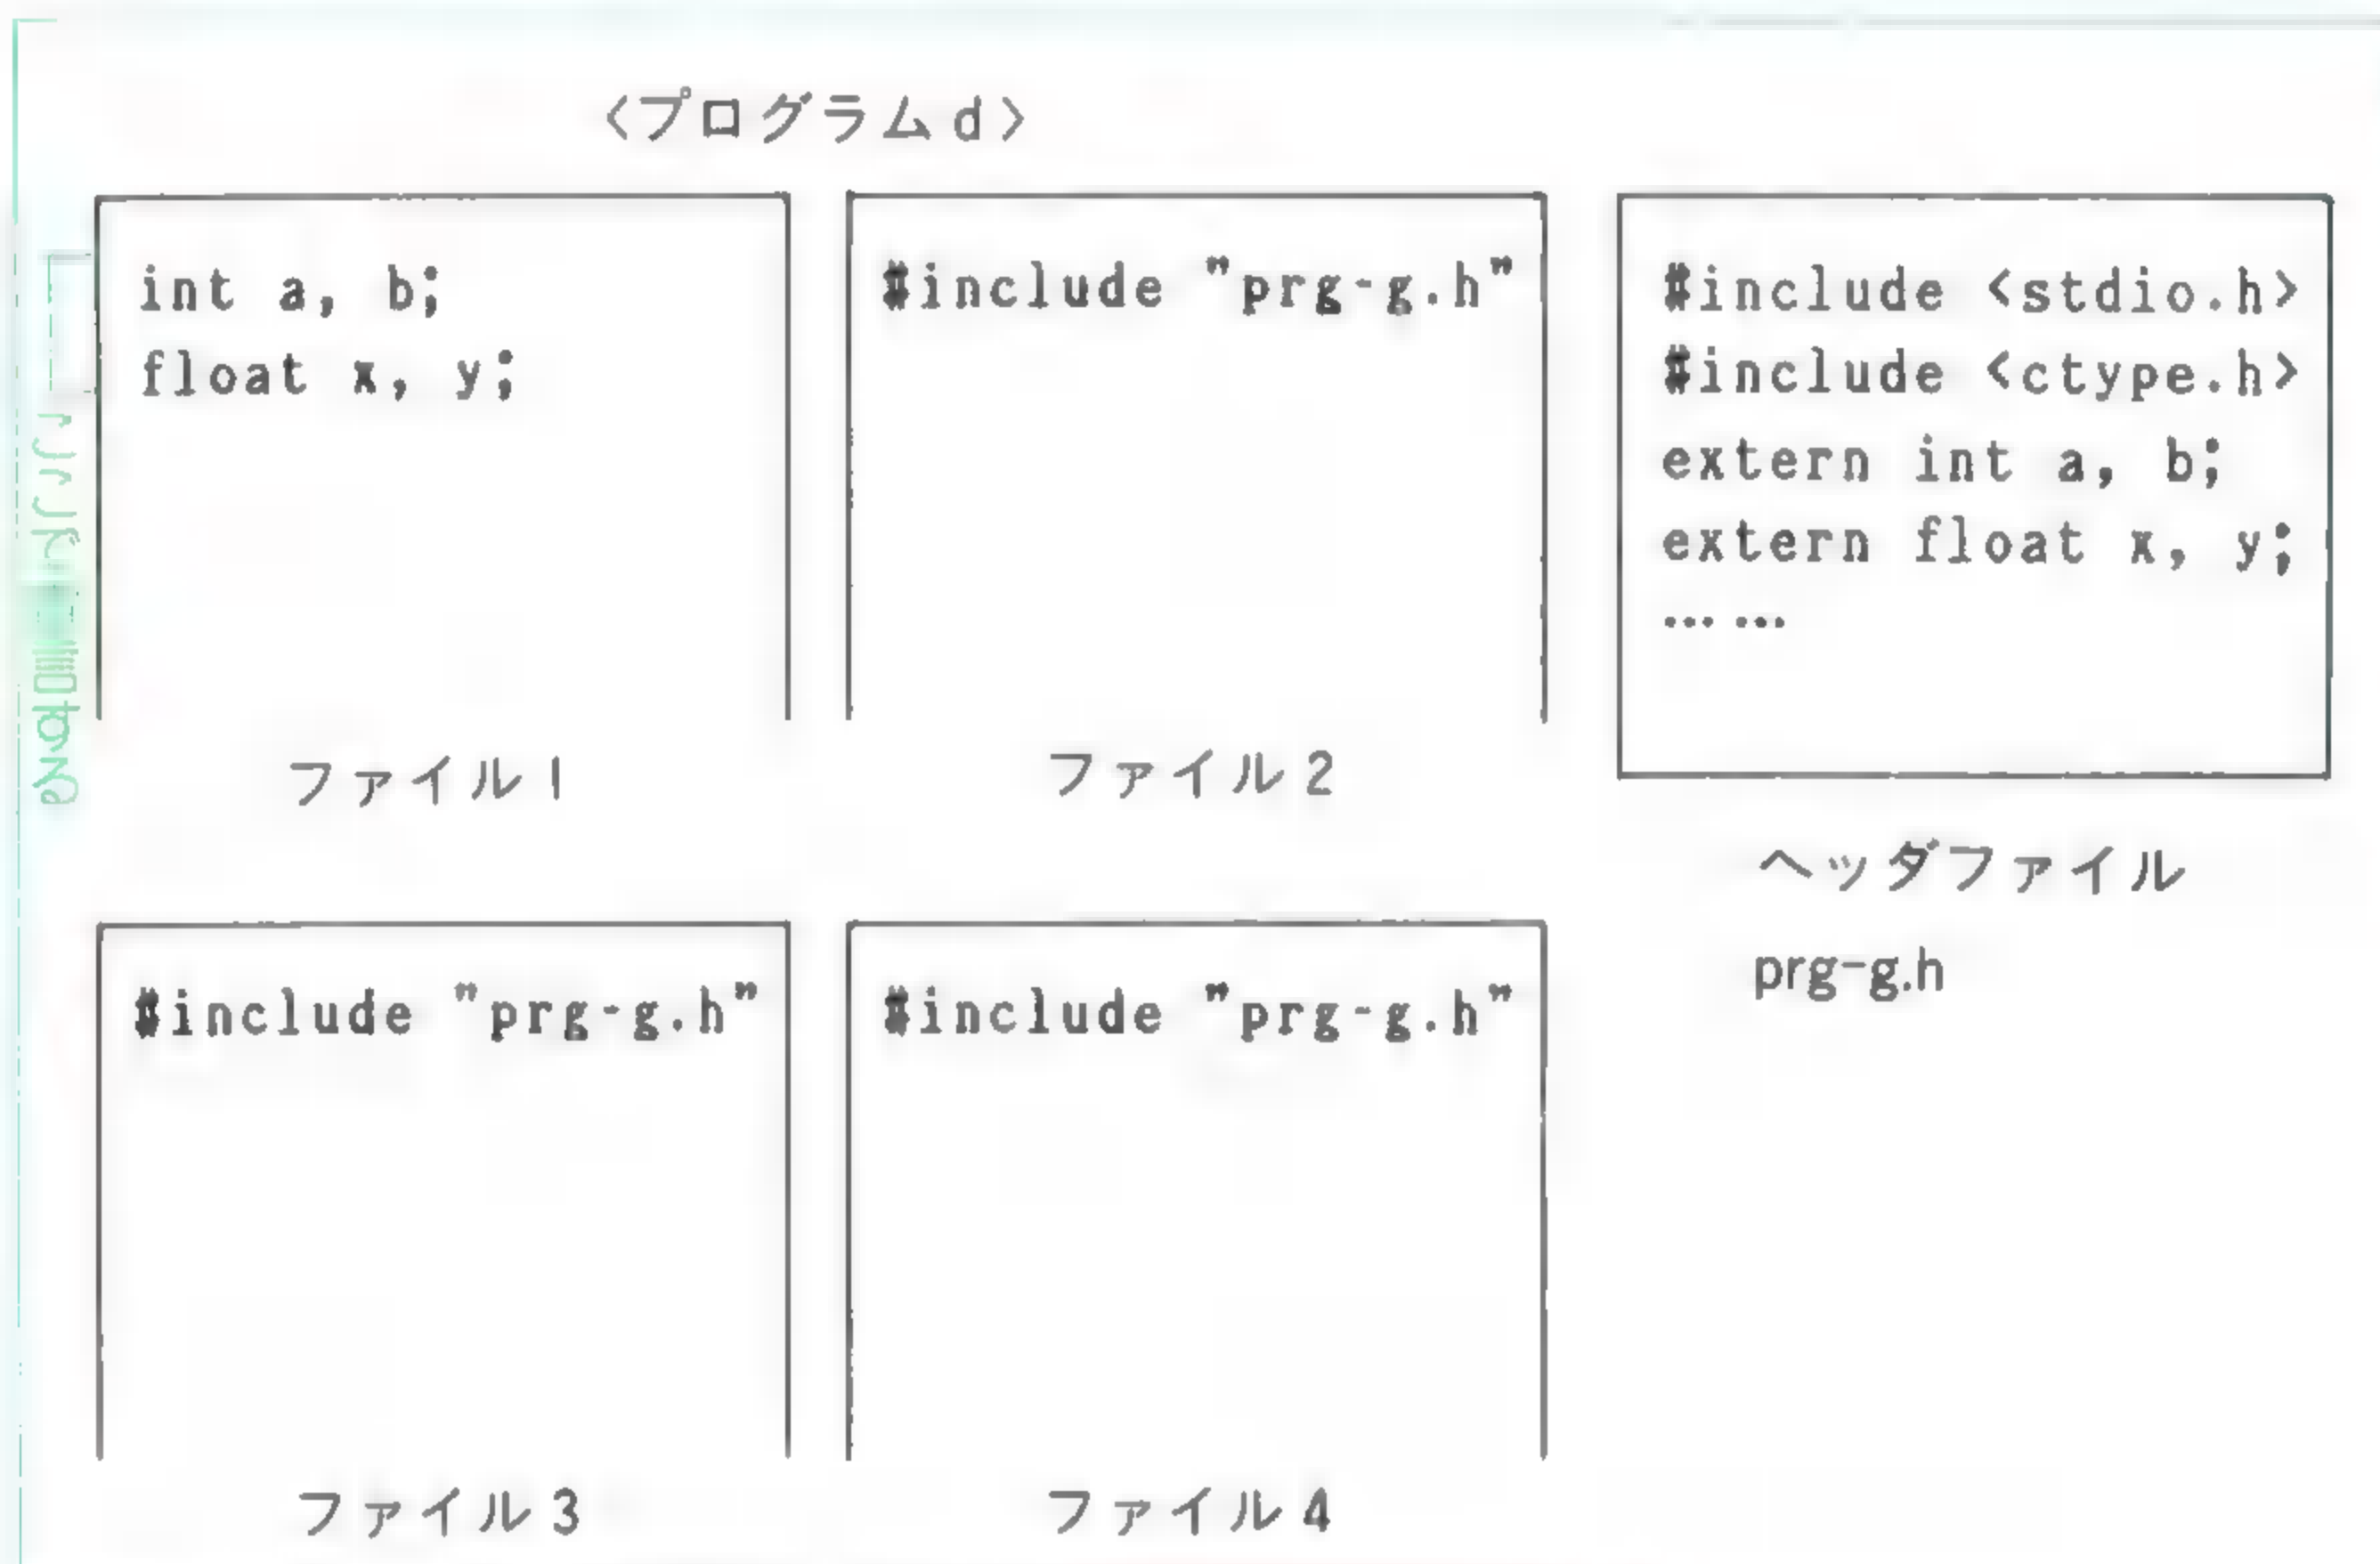 〈プログラムd〉
int a, b;
float x, y;
ファイル1
#include "prg-g.h"
ファイル2
#include <stdio.h>
#include <ctype.h>
extern int a, b;
extern float x, y;
……
ヘッダファイル
prg-g.h
#include "prg-g.h"
ファイル3
#include "prg-g.h"
ファイル4